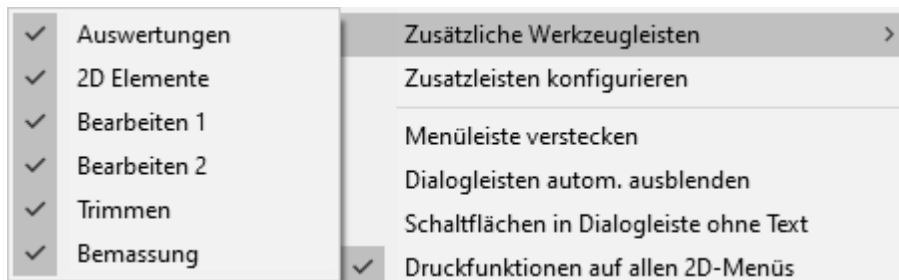 Auswertungen
2D Elemente
Bearbeiten 1
Bearbeiten 2
Trimmen
Bemassung
Zusätzliche Werkzeugleisten
Zusatzleisten konfigurieren
Menüleiste verstecken
Dialogleisten autom. ausblenden
Schaltflächen in Dialogleiste ohne Text
Druckfunktionen auf allen 2D-Menüs